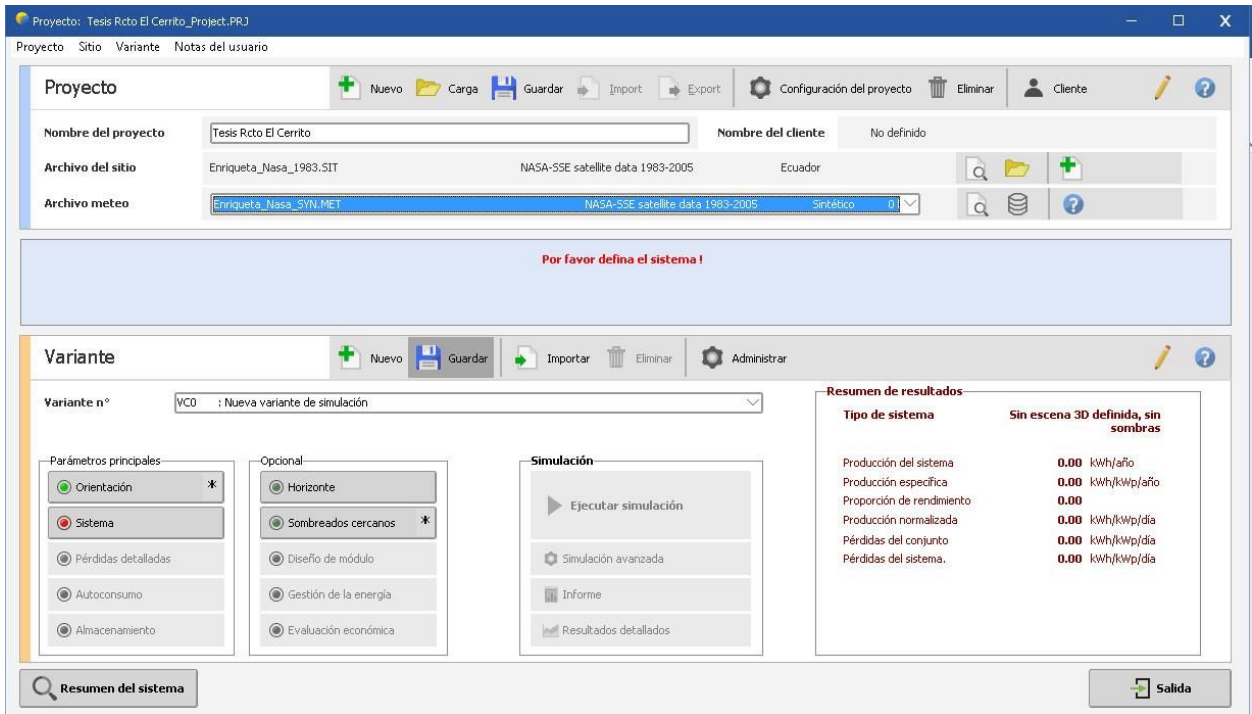 Proyecto: Tesis Rcto El Cerrito_Project.PRJ
Proyecto Sitio Variante Notas del usuario
Proyecto Nuevo Carga Guardar Import Export Configuración del proyecto Eliminar Cliente
Nombre del proyecto Tesis Rcto El Cerrito Nombre del cliente No definido
Archivo del sitio Enriqueta_Nasa_1983.SIT NASA-SSE satellite data 1983-2005 Ecuador
Archivo meteo Enriqueta_Nasa_SYN.MET NASA-SSE satellite data 1983-2005 Sintético 0
Por favor defina el sistema !
Variante Nuevo Guardar Importar Eliminar Administrar
Variante n° VC0 : Nueva variante de simulación
Parámetros principales
Orientación *
Sistema
Pérdidas detalladas
Autoconsumo
Almacenamiento
Opcional
Horizonte
Sombreados cercanos *
Diseño de módulo
Gestión de la energía
Evaluación económica
Simulación
Ejecutar simulación
Simulación avanzada
Informe
Resultados detallados
Resumen de resultados
Tipo de sistema Sin escena 3D definida, sin
sombras
Producción del sistema 0.00 kWh/año
Producción específica 0.00 kWh/kWp/año
Proporción de rendimiento 0.00
Producción normalizada 0.00 kWh/kWp/día
Pérdidas del conjunto 0.00 kWh/kWp/día
Pérdidas del sistema. 0.00 kWh/kWp/día
Resumen del sistema Salida